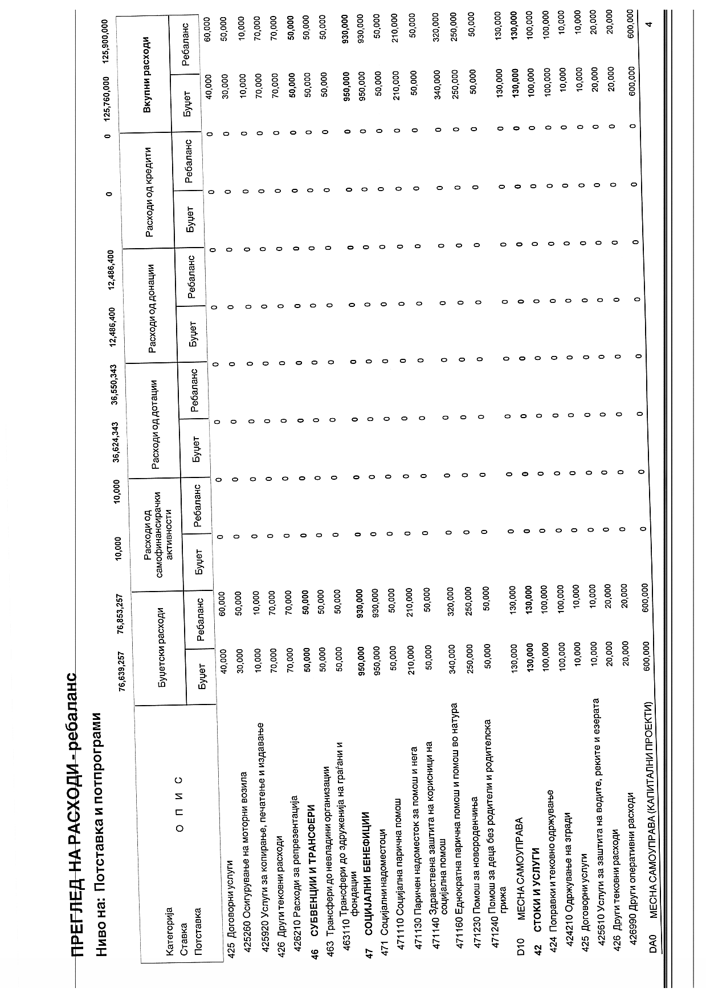 ПРЕГЛЕД НА РАСХОДИ - ребаланс
Ниво на: Потставка и потпрограми
76,639,257 76,853,257 10,000 10,000 36,624,343 36,550,343 12,486,400 12,486,400 0 0 125,760,000 125,900,000
Категорија
Ставка О П И С
Потставка
Буџетски расходи Расходи од самофинансирачки активности Расходи од дотации Расходи од донации Расходи од кредити Вкупни расходи
Буџет Ребаланс Буџет Ребаланс Буџет Ребаланс Буџет Ребаланс Буџет Ребаланс Буџет Ребаланс
425 Договорни услуги 40,000 60,000 0 0 0 0 0 0 0 0 40,000 60,000
425260 Осигурување на моторни возила 30,000 50,000 0 0 0 0 0 0 0 0 30,000 50,000
425920 Услуги за копирање, печатење и издавање 10,000 10,000 0 0 0 0 0 0 0 0 10,000 10,000
426 Други тековни расходи 70,000 70,000 0 0 0 0 0 0 0 0 70,000 70,000
426210 Расходи за репрезентација 70,000 70,000 0 0 0 0 0 0 0 0 70,000 70,000
46 СУБВЕНЦИИ И ТРАНСФЕРИ 50,000 50,000 0 0 0 0 0 0 0 0 50,000 50,000
463 Трансфери до невладини организации 50,000 50,000 0 0 0 0 0 0 0 0 50,000 50,000
463110 Трансфери до здруженија на граѓани и 50,000 50,000 0 0 0 0 0 0 0 0 50,000 50,000
фондации
47 СОЦИЈАЛНИ БЕНЕФИЦИИ 950,000 930,000 0 0 0 0 0 0 0 0 950,000 930,000
471 Социјални надоместоци 950,000 930,000 0 0 0 0 0 0 0 0 950,000 930,000
471110 Социјална парична помош 50,000 50,000 0 0 0 0 0 0 0 0 50,000 50,000
471130 Паричен надоместок за помош и нега 210,000 210,000 0 0 0 0 0 0 0 0 210,000 210,000
471140 Здравствена заштита на корисници на 50,000 50,000 0 0 0 0 0 0 0 0 50,000 50,000
социјална помош
471160 Еднократна парична помош и помош во натура 340,000 320,000 0 0 0 0 0 0 0 0 340,000 320,000
471230 Помош за новороденчиња 250,000 250,000 0 0 0 0 0 0 0 0 250,000 250,000
471240 Помош за деца без родители и родителска 50,000 50,000 0 0 0 0 0 0 0 0 50,000 50,000
грижа
D10 МЕСНА САМОУПРАВА 130,000 130,000 0 0 0 0 0 0 0 0 130,000 130,000
42 СТОКИ И УСЛУГИ 130,000 130,000 0 0 0 0 0 0 0 0 130,000 130,000
424 Поправки и тековно одржување 100,000 100,000 0 0 0 0 0 0 0 0 100,000 100,000
424210 Одржување на згради 100,000 100,000 0 0 0 0 0 0 0 0 100,000 100,000
425 Договорни услуги 10,000 10,000 0 0 0 0 0 0 0 0 10,000 10,000
425610 Услуги за заштита на водите, реките и езерата 10,000 10,000 0 0 0 0 0 0 0 0 10,000 10,000
426 Други тековни расходи 20,000 20,000 0 0 0 0 0 0 0 0 20,000 20,000
426990 Други оперативни расходи 20,000 20,000 0 0 0 0 0 0 0 0 20,000 20,000
DA0 МЕСНА САМОУПРАВА (КАПИТАЛНИ ПРОЕКТИ) 600,000 600,000 0 0 0 0 0 0 0 0 600,000 600,000
4